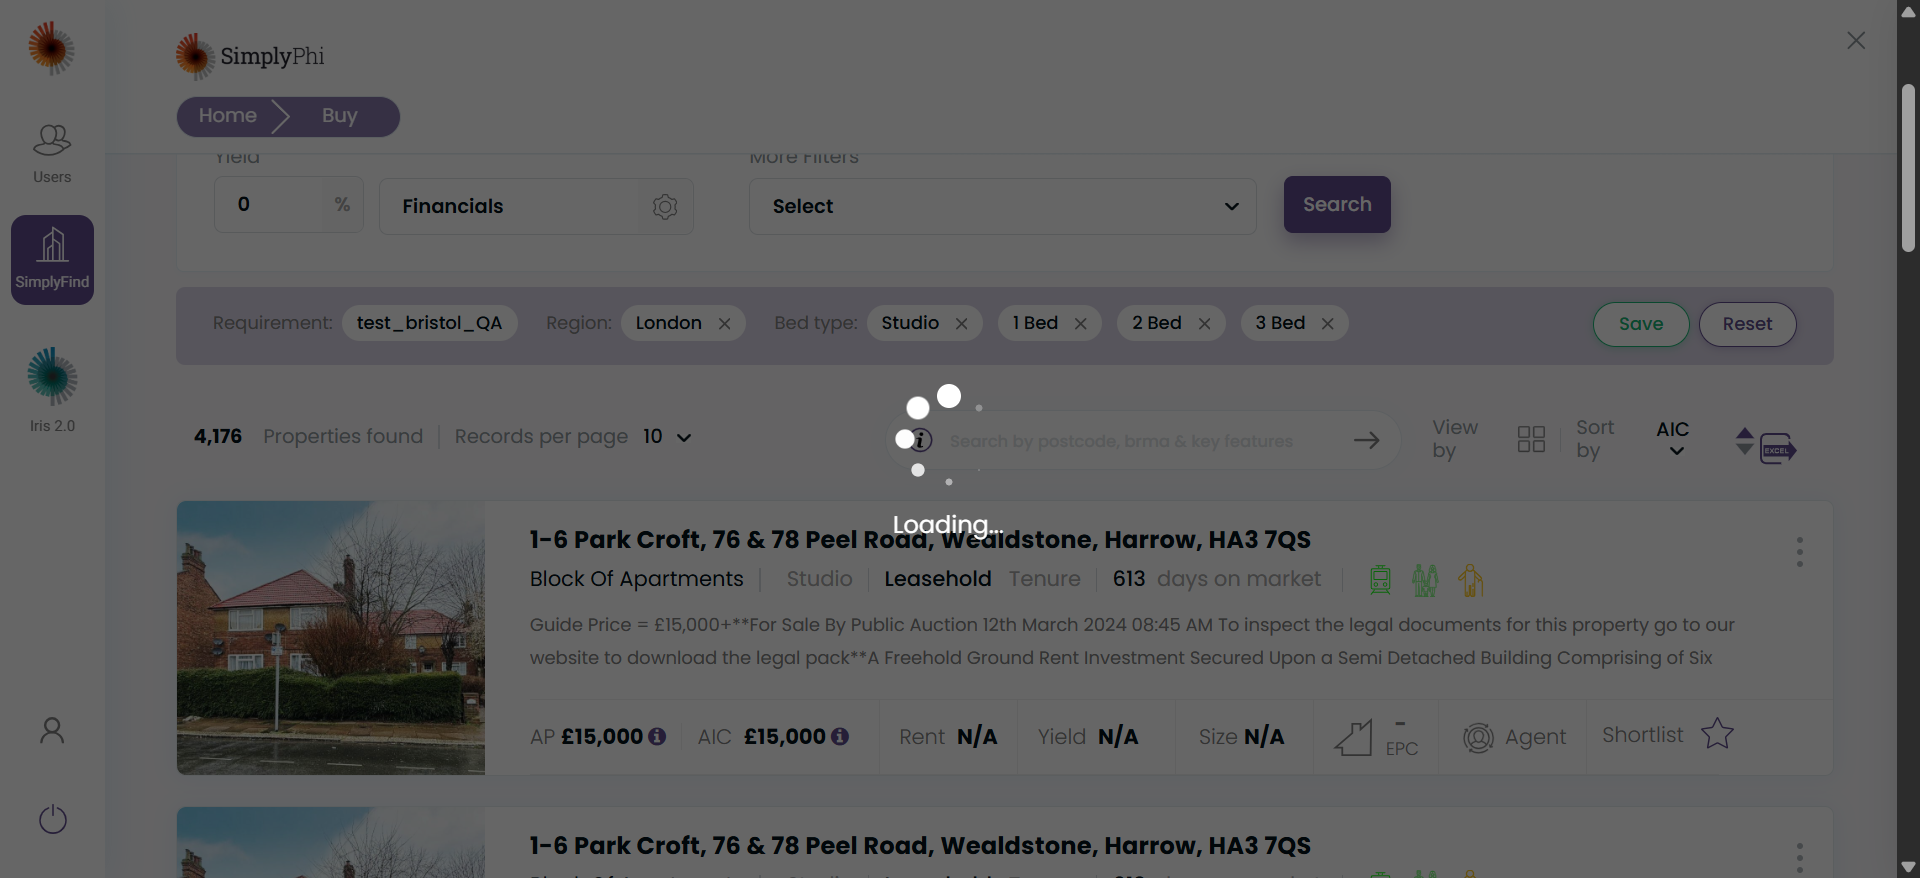 SimplyPhi
Home Buy
Users
Yield More Filters
0 % Financials Select Search
SimplyFind
Requirement: test_bristol_QA Region: London Bed type: Studio 1 Bed 2 Bed 3 Bed Save Reset
Iris 2.0
4,176 Properties found Records per page 10 i Search by postcode, brma & key features View by Sort by AIC EXCEL
Loading...
1-6 Park Croft, 76 & 78 Peel Road, Wealdstone, Harrow, HA3 7QS
Block Of Apartments Studio Leasehold Tenure 613 days on market
Guide Price = £15,000+**For Sale By Public Auction 12th March 2024 08:45 AM To inspect the legal documents for this property go to our
website to download the legal pack**A Freehold Ground Rent Investment Secured Upon a Semi Detached Building Comprising of Six
AP £15,000 i AIC £15,000 i Rent N/A Yield N/A Size N/A - EPC Agent Shortlist
1-6 Park Croft, 76 & 78 Peel Road, Wealdstone, Harrow, HA3 7QS